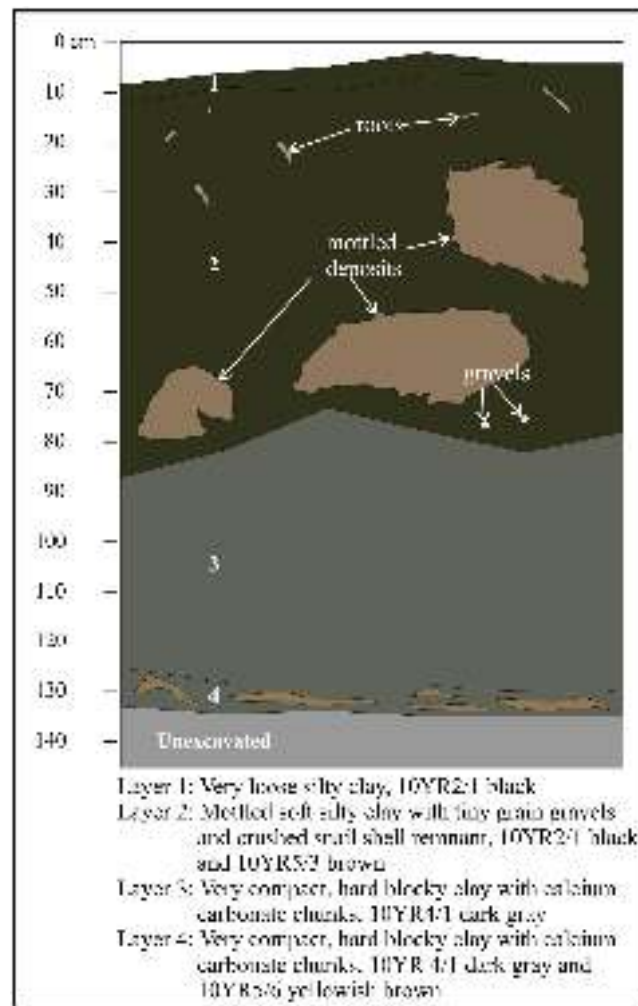 0 cm
10
20
30
40
50
60
70
80
90
100
110
120
130
140
1
roots
2
mottled
deposits
gravels
3
4
Unexcavated
Layer 1: Very loose silty clay, 10YR2/1 black
Layer 2: Mottled soft silty clay with tiny grain gravels
and crushed snail shell remnant, 10YR2/1 black
and 10YR5/3 brown
Layer 3: Very compact, hard blocky clay with calcium
carbonate chunks, 10YR4/1 dark gray
Layer 4: Very compact, hard blocky clay with calcium
carbonate chunks, 10YR 4/1 dark gray and
10YR5/6 yellowish brown